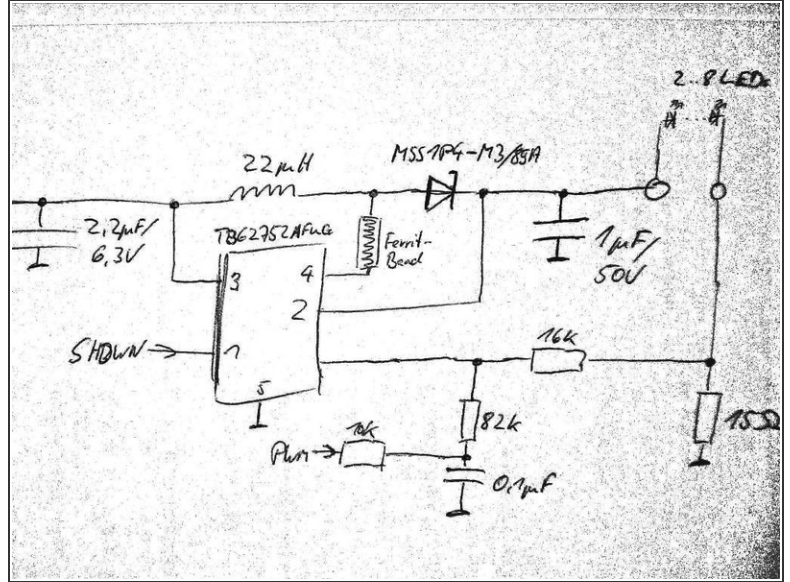 2..8 LEDs
22µH
MSS1P4-M3/89A
2,2µF/
6,3V
TB62752AFUG
Ferrit-
Bead
1µF/
50V
3
4
2
SHDWN
1
5
16k
82k
15Ω
10k
PWM
0,1µF